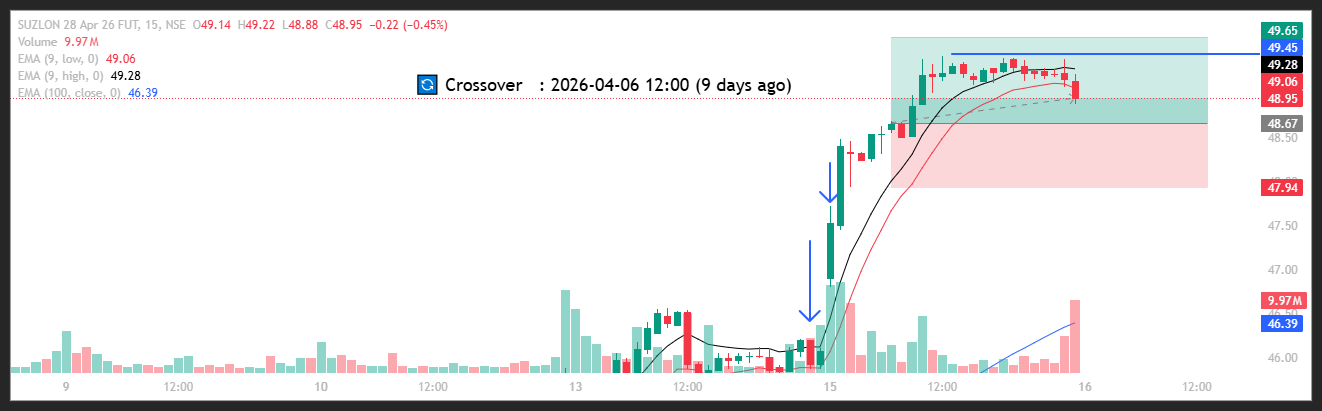 SUZLON 28 Apr 26 FUT, 15, NSE O49.14 H49.22 L48.88 C48.95 −0.22 (−0.45%)
Volume 9.97 M
EMA (9, low, 0) 49.06
EMA (9, high, 0) 49.28
EMA (100, close, 0) 46.39
Crossover : 2026-04-06 12:00 (9 days ago)
49.65
49.45
49.28
49.06
48.95
48.67
48.50
47.94
47.50
47.00
9.97 M
46.39
46.00
9 12:00 10 12:00 13 12:00 15 12:00 16 12:00